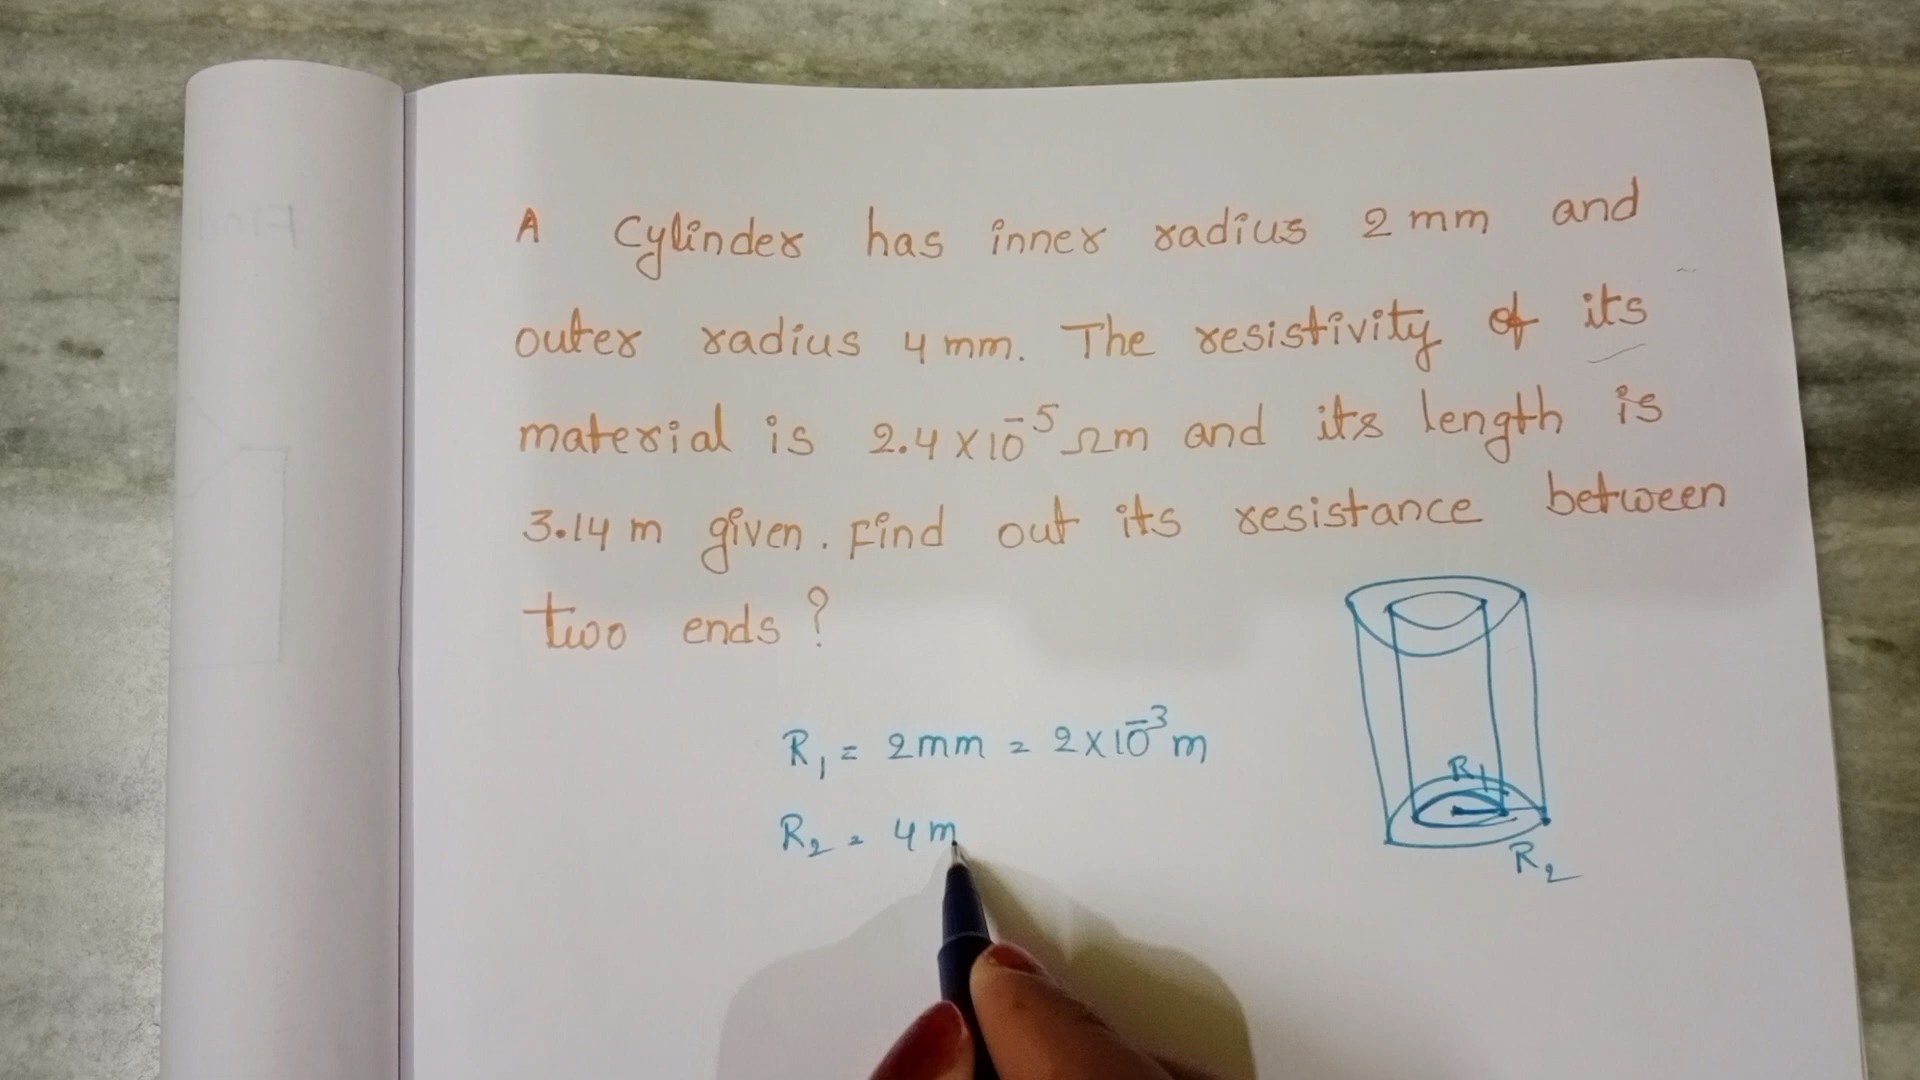 A Cylinder has inner radius 2 mm and
outer radius 4 mm. The resistivity of its
material is 2.4 × 10⁻⁵ Ωm and its length is
3.14 m given. Find out its resistance between
two ends ?
R₁ = 2mm = 2×10⁻³ m
R₂ = 4 m
R₁
R₂